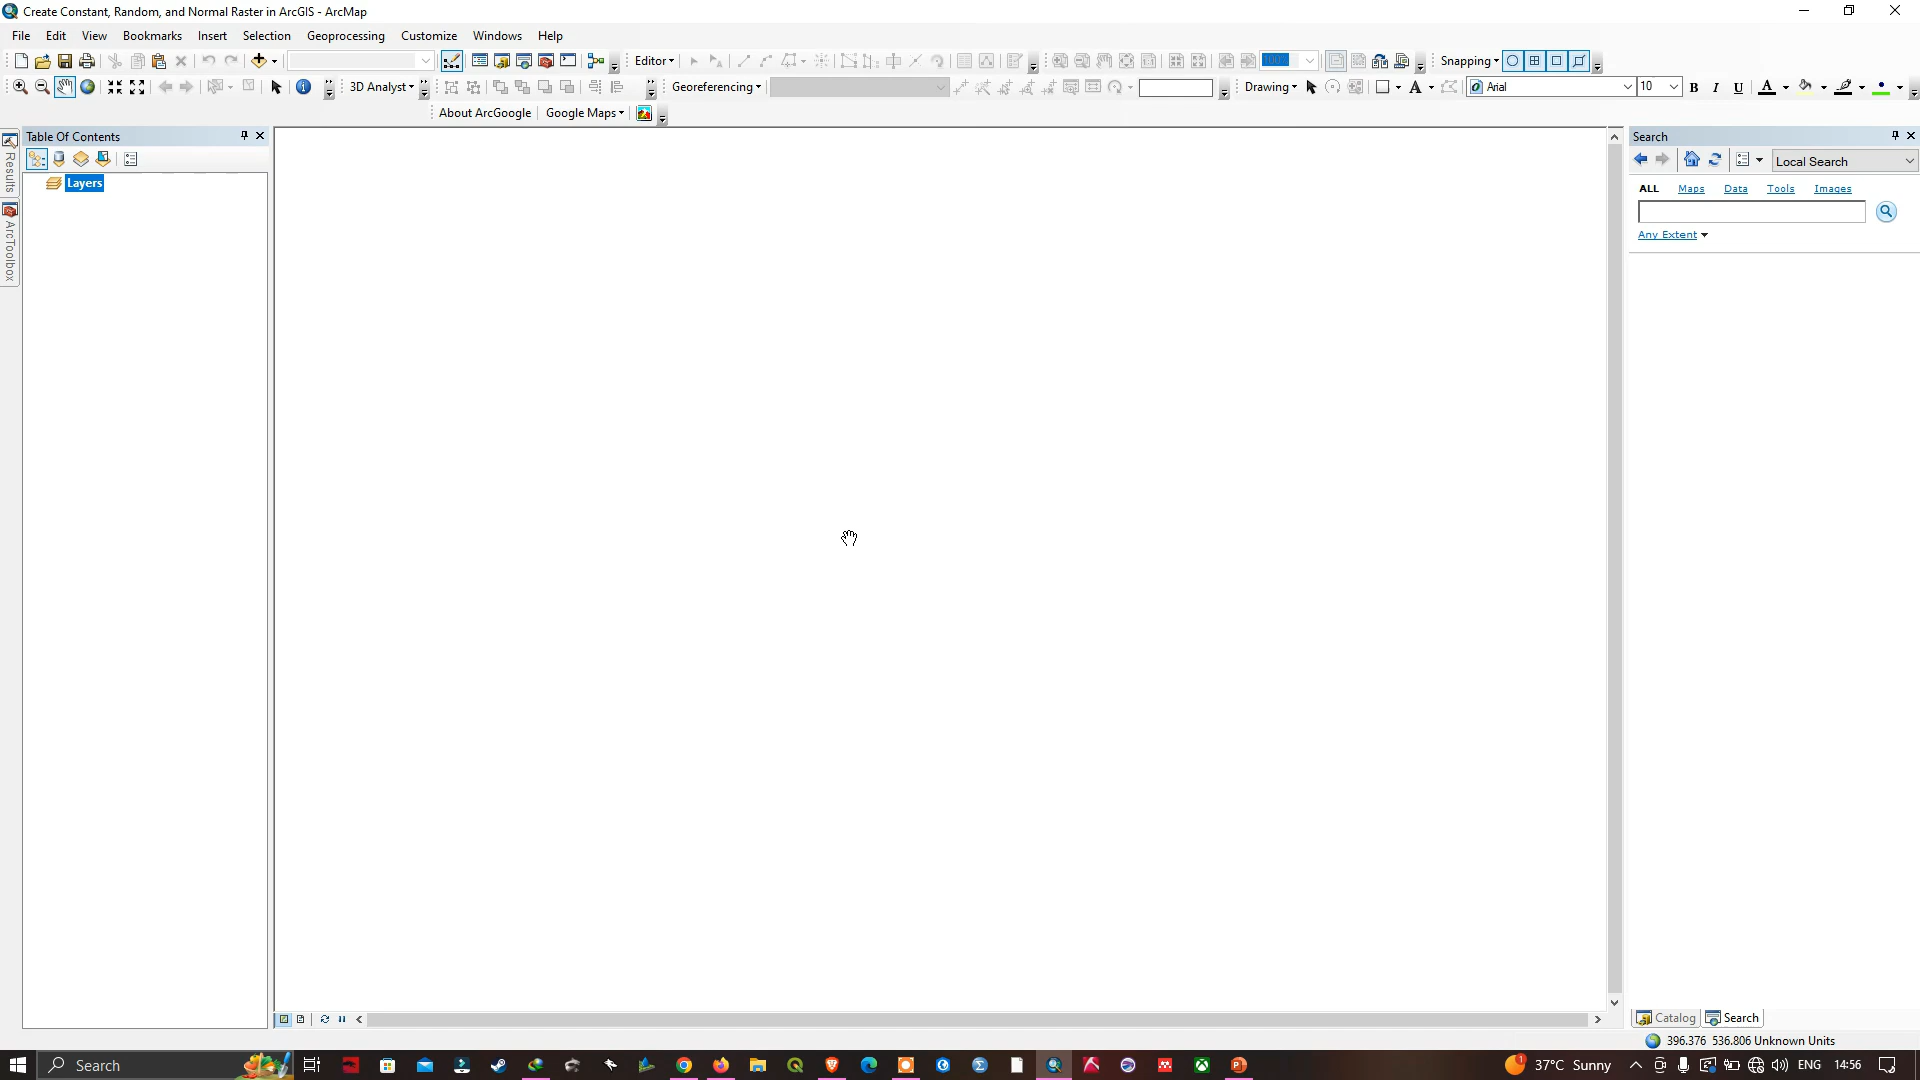 Create Constant, Random, and Normal Raster in ArcGIS - ArcMap
File Edit View Bookmarks Insert Selection Geoprocessing Customize Windows Help
Editor 100% Snapping
3D Analyst Georeferencing Drawing Arial 10 B I U A
About ArcGoogle Google Maps
Table Of Contents
Search
Results
ArcToolbox
Layers
Local Search
ALL Maps Data Tools Images
Any Extent
Catalog Search
396.376 536.806 Unknown Units
Search 37°C Sunny ENG 14:56